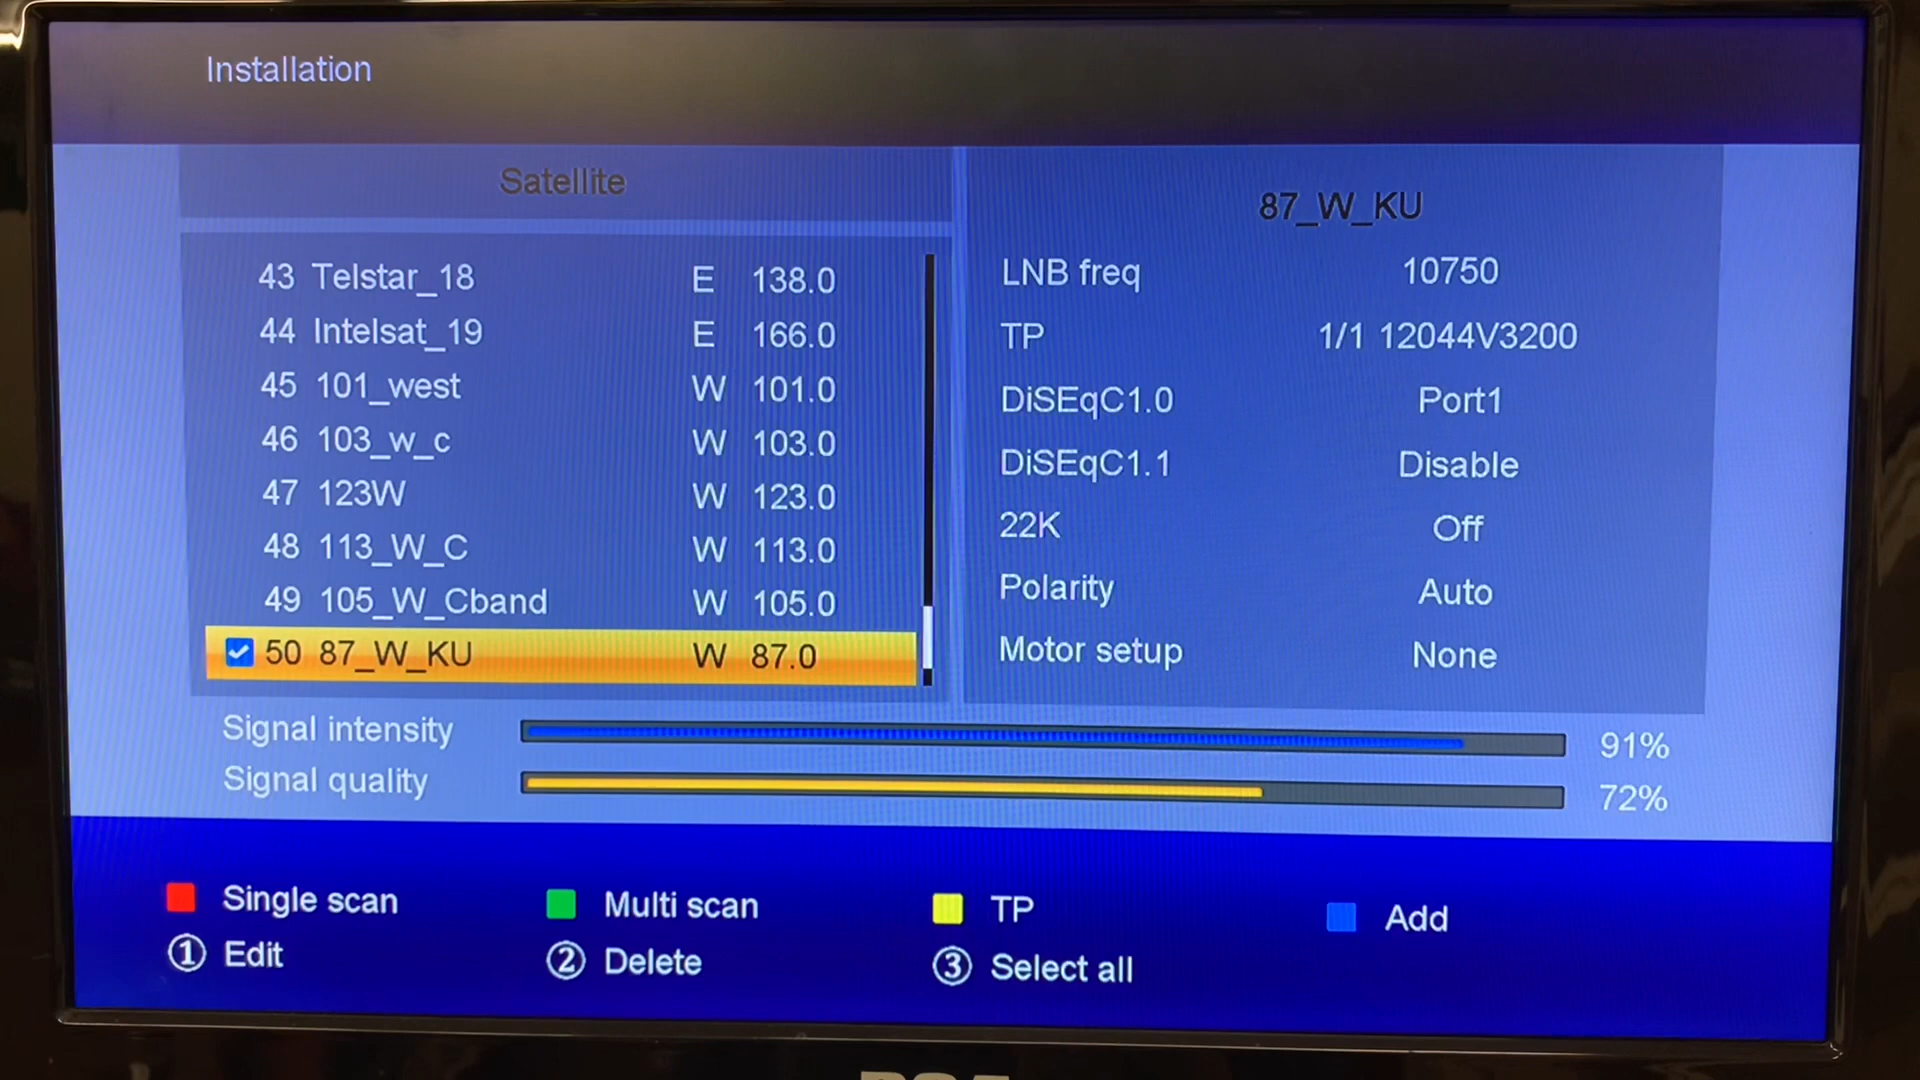 Installation
Satellite
43 Telstar_18 E 138.0
44 Intelsat_19 E 166.0
45 101_west W 101.0
46 103_w_c W 103.0
47 123W W 123.0
48 113_W_C W 113.0
49 105_W_Cband W 105.0
50 87_W_KU W 87.0
87_W_KU
LNB freq 10750
TP 1/1 12044V3200
DiSEqC1.0 Port1
DiSEqC1.1 Disable
22K Off
Polarity Auto
Motor setup None
Signal intensity 91%
Signal quality 72%
Single scan Multi scan TP Add
1 Edit 2 Delete 3 Select all